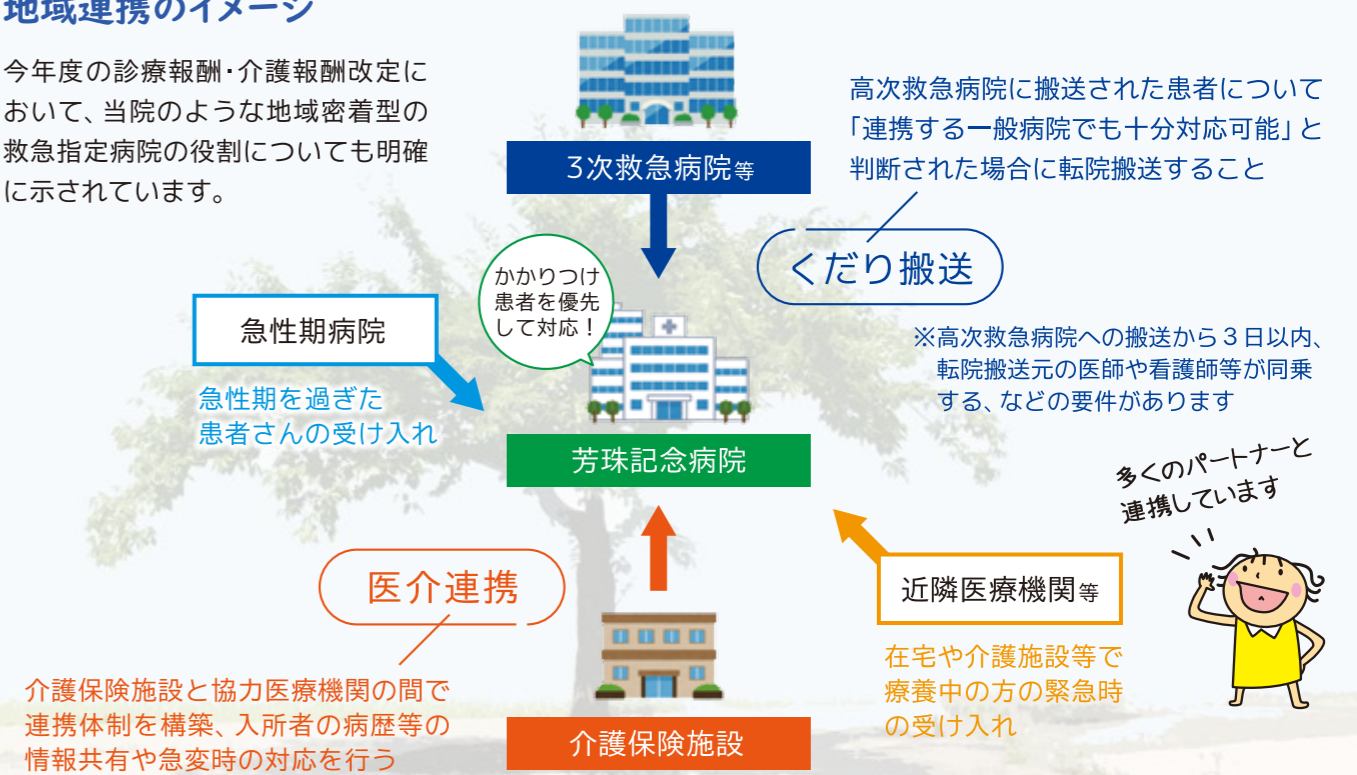 地域連携のイメージ
今年度の診療報酬・介護報酬改定に
おいて、当院のような地域密着型の
救急指定病院の役割についても明確
に示されています。
3次救急病院等
高次救急病院に搬送された患者について
「連携する一般病院でも十分対応可能」と
判断された場合に転院搬送すること
くだり搬送
※高次救急病院への搬送から３日以内、
転院搬送元の医師や看護師等が同乗
する、などの要件があります
かかりつけ
患者を優先
して対応！
急性期病院
急性期を過ぎた
患者さんの受け入れ
芳珠記念病院
多くのパートナーと
連携しています
医介連携
介護保険施設と協力医療機関の間で
連携体制を構築、入所者の病歴等の
情報共有や急変時の対応を行う
介護保険施設
近隣医療機関等
在宅や介護施設等で
療養中の方の緊急時
の受け入れ